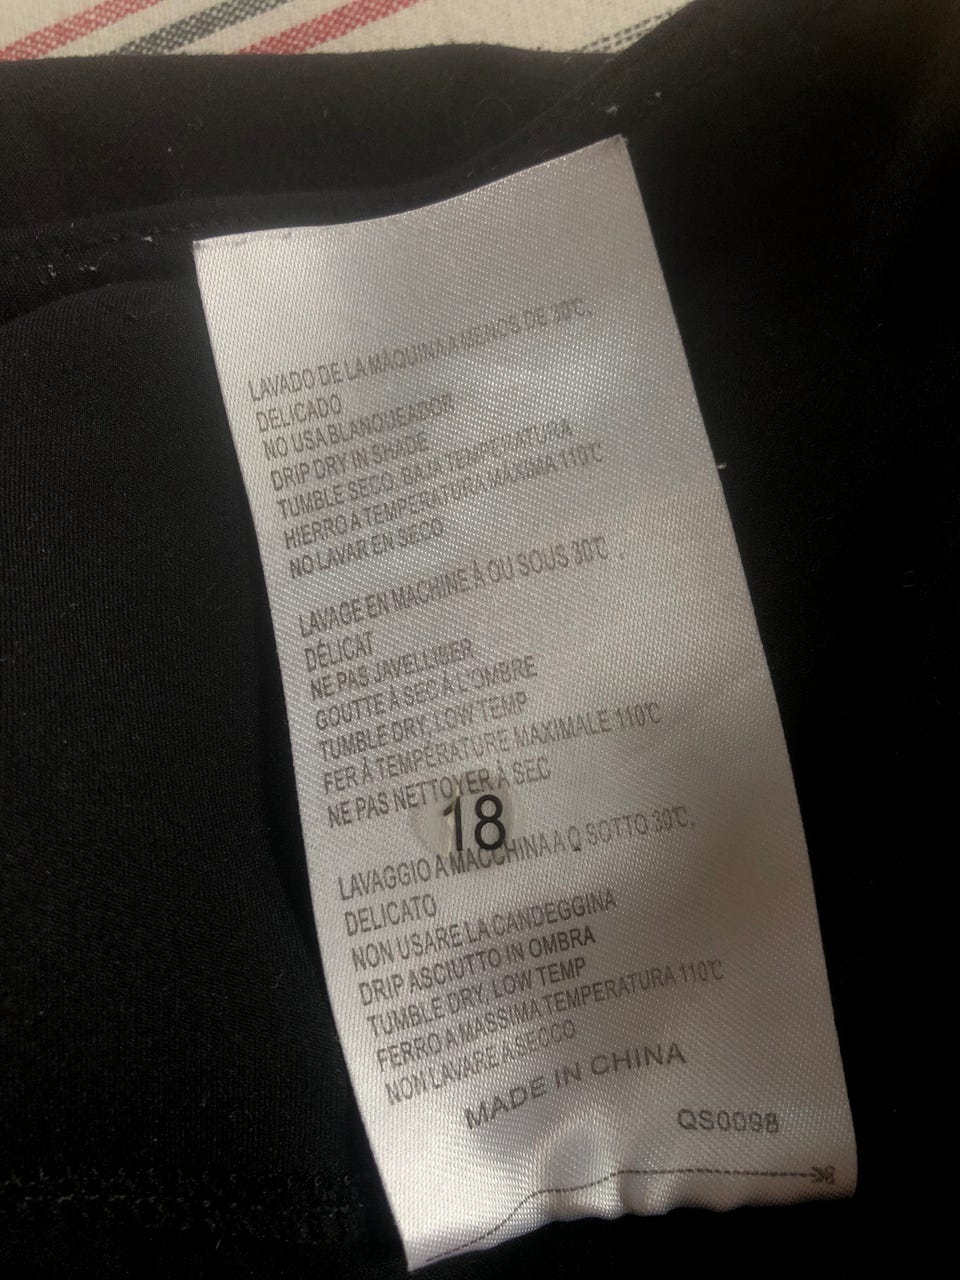 LAVADO DE LA MÁQUINA A MENOS DE 30℃,
DELICADO
NO USA BLANQUEADOR
DRIP DRY IN SHADE
TUMBLE SECO, BAJA TEMPERATURA
HIERRO A TEMPERATURA MÁXIMA 110℃
NO LAVAR EN SECO
LAVAGE EN MACHINE À OU SOUS 30℃ ,
DÉLICAT
NE PAS JAVELLISER
GOUTTE À SEC À L'OMBRE
TUMBLE DRY, LOW TEMP
FER À TEMPÉRATURE MAXIMALE 110℃
NE PAS NETTOYER À SEC
18
LAVAGGIO A MACCHINA A Q SOTTO 30℃,
DELICATO
NON USARE LA CANDEGGINA
DRIP ASCIUTTO IN OMBRA
TUMBLE DRY, LOW TEMP
FERRO A MASSIMA TEMPERATURA 110℃
NON LAVARE A SECCO
MADE IN CHINA
QS0098